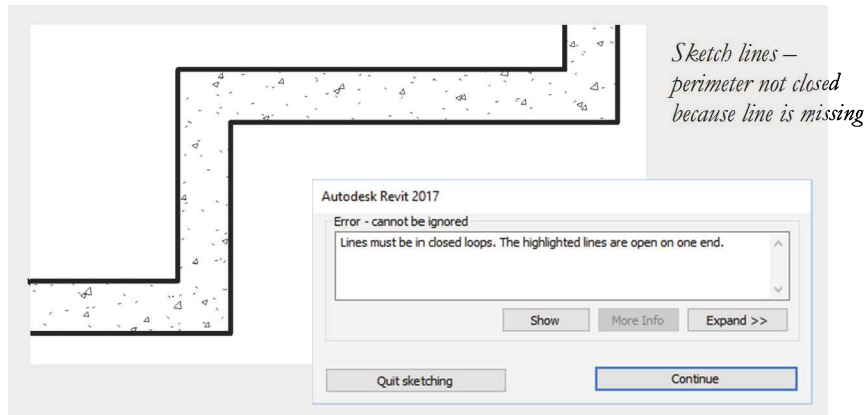 Sketch lines –
perimeter not closed
because line is missing
Autodesk Revit 2017
Error - cannot be ignored
Lines must be in closed loops. The highlighted lines are open on one end.
Show More Info Expand >>
Quit sketching Continue